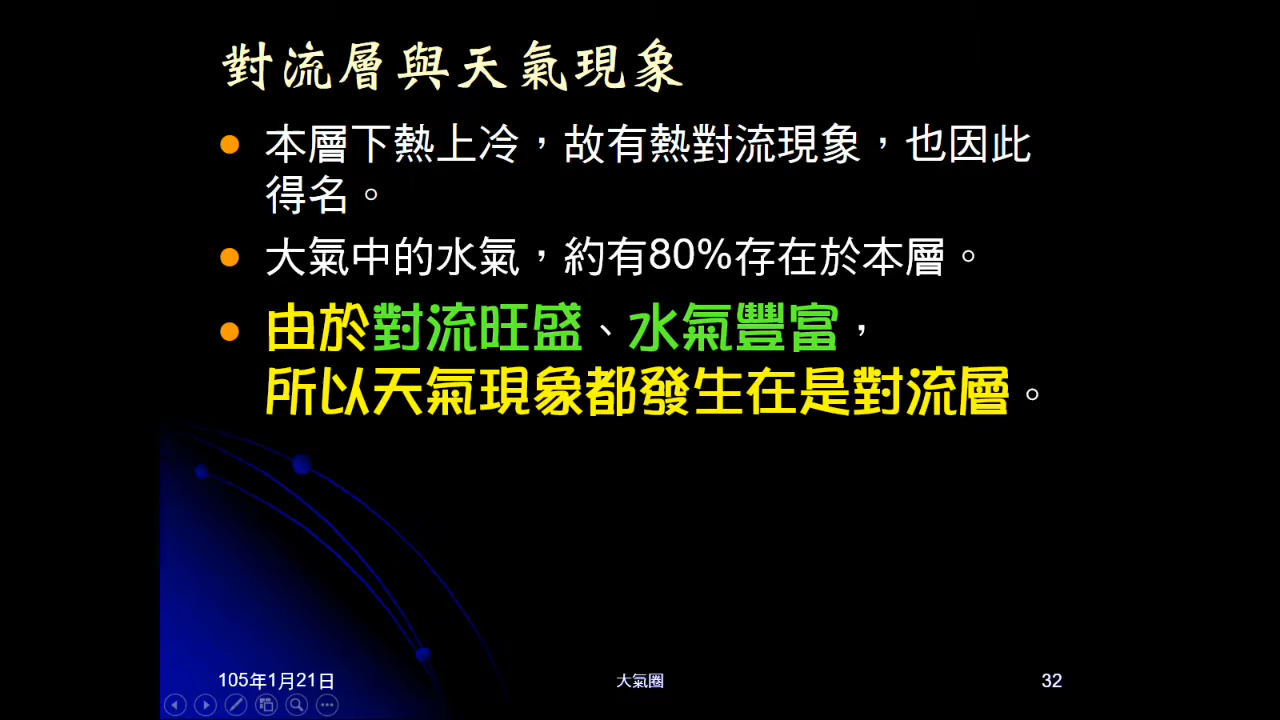 對流層與天氣現象
本層下熱上冷，故有熱對流現象，也因此
得名。
大氣中的水氣，約有80%存在於本層。
由於對流旺盛、水氣豐富，
所以天氣現象都發生在是對流層。
105年1月21日
大氣圈
32